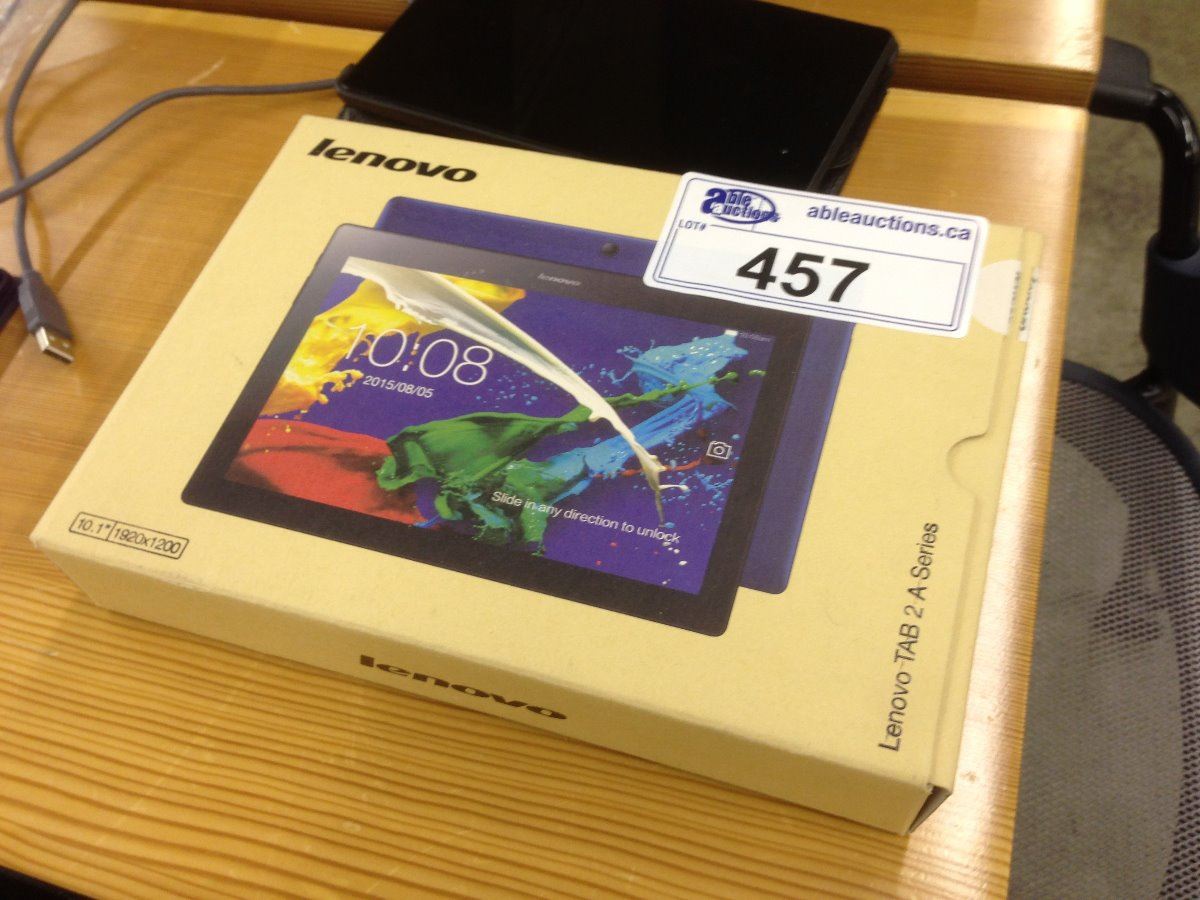 lenovo
able
auctions
ableauctions.ca
LOT#
457
lenovo
10:08
2015/08/05
Slide in any direction to unlock
10.1" 1920x1200
Lenovo TAB 2 A Series
lenovo